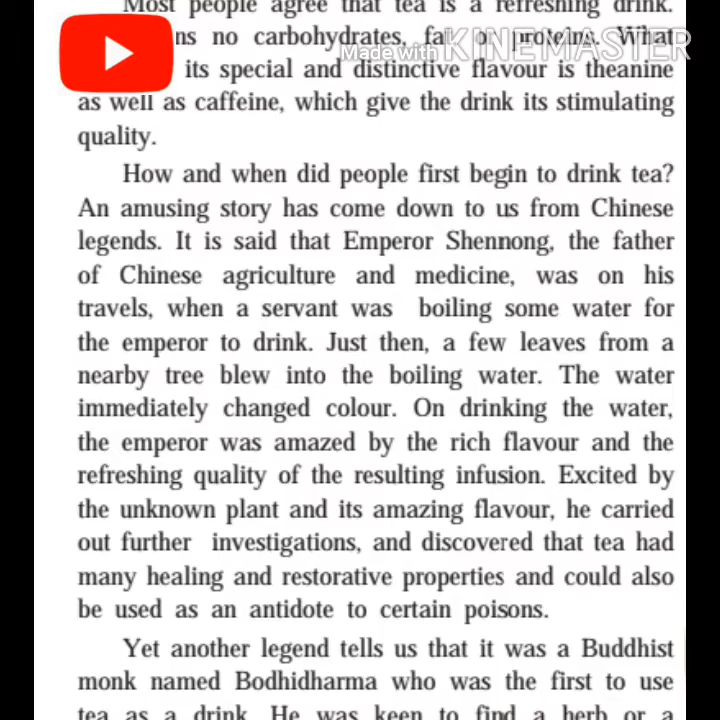 Most people agree that tea is a refreshing drink.
ns no carbohydrates, fat or proteins. What
Made with KINEMASTER
its special and distinctive flavour is theanine
as well as caffeine, which give the drink its stimulating
quality.
How and when did people first begin to drink tea?
An amusing story has come down to us from Chinese
legends. It is said that Emperor Shennong, the father
of Chinese agriculture and medicine, was on his
travels, when a servant was boiling some water for
the emperor to drink. Just then, a few leaves from a
nearby tree blew into the boiling water. The water
immediately changed colour. On drinking the water,
the emperor was amazed by the rich flavour and the
refreshing quality of the resulting infusion. Excited by
the unknown plant and its amazing flavour, he carried
out further investigations, and discovered that tea had
many healing and restorative properties and could also
be used as an antidote to certain poisons.
Yet another legend tells us that it was a Buddhist
monk named Bodhidharma who was the first to use
tea as a drink. He was keen to find a herb or a